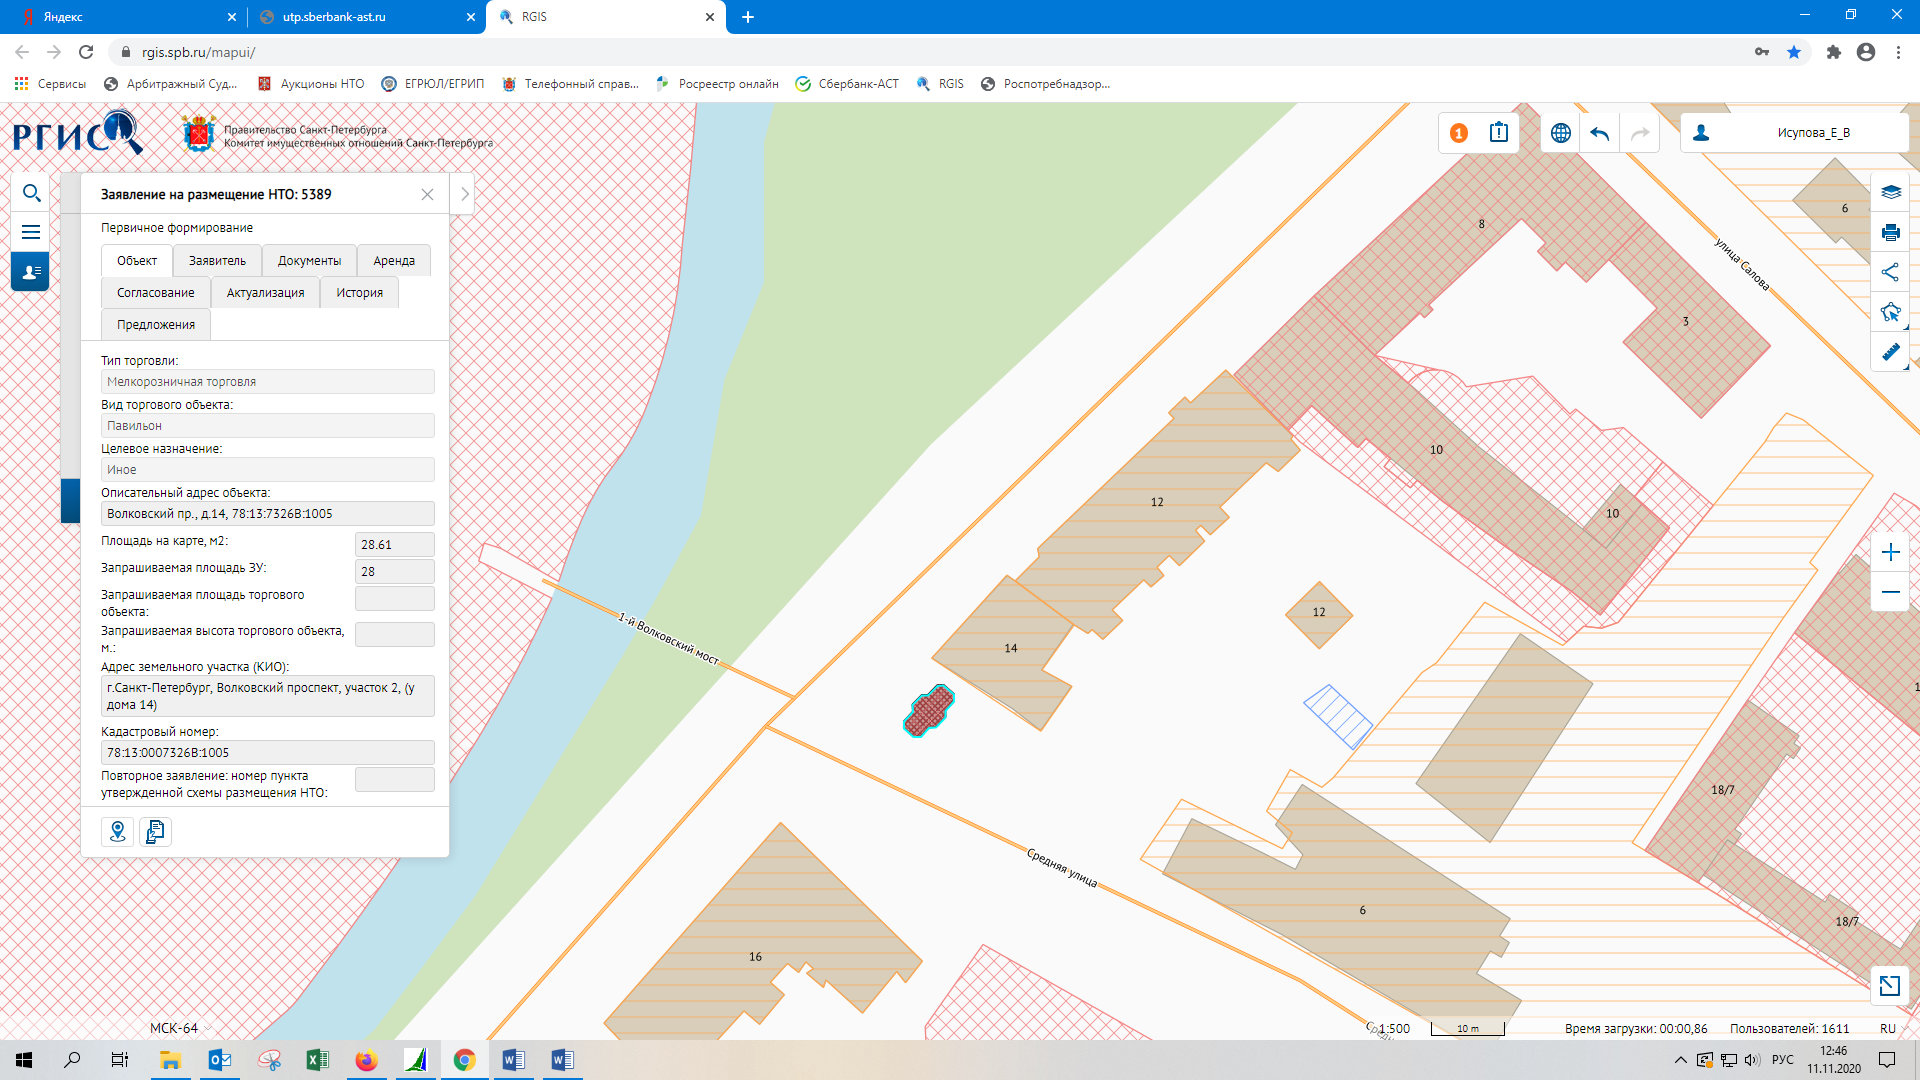 Яндекс
utp.sberbank-ast.ru
RGIS
rgis.spb.ru/mapui/
Сервисы
Арбитражный Суд...
Аукционы НТО
ЕГРЮЛ/ЕГРИП
Телефонный справ...
Росреестр онлайн
Сбербанк-АСТ
RGIS
Роспотребнадзор...
РГИС
Правительство Санкт-Петербурга
Комитет имущественных отношений Санкт-Петербурга
1
Исупова_Е_В
Заявление на размещение НТО: 5389
Первичное формирование
Объект
Заявитель
Документы
Аренда
Согласование
Актуализация
История
Предложения
Тип торговли:
Мелкорозничная торговля
Вид торгового объекта:
Павильон
Целевое назначение:
Иное
Описательный адрес объекта:
Волковский пр., д.14, 78:13:7326В:1005
Площадь на карте, м2:
28.61
Запрашиваемая площадь ЗУ:
28
Запрашиваемая площадь торгового
объекта:
Запрашиваемая высота торгового объекта,
м.:
Адрес земельного участка (КИО):
г.Санкт-Петербург, Волковский проспект, участок 2, (у
дома 14)
Кадастровый номер:
78:13:0007326В:1005
Повторное заявление: номер пункта
утвержденной схемы размещения НТО:
8
6
улица Салова
3
10
12
10
12
14
1-й Волковский мост
18/7
Средняя улица
6
18/7
16
МСК-64
1:500
10 m
Время загрузки: 00:00,86
Пользователей: 1611
RU
РУС
12:46
11.11.2020